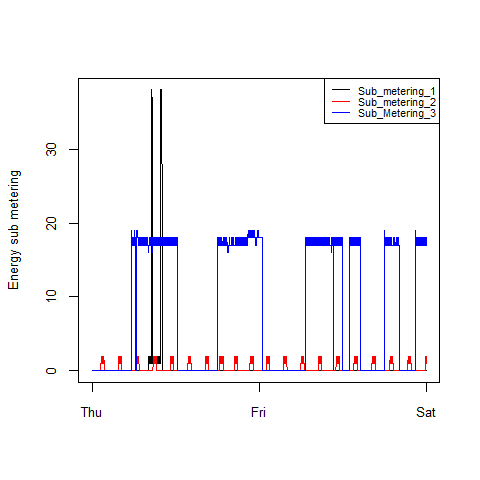 Sub_metering_1
Sub_metering_2
Sub_Metering_3
Energy sub metering
30
20
10
0
Thu Fri Sat